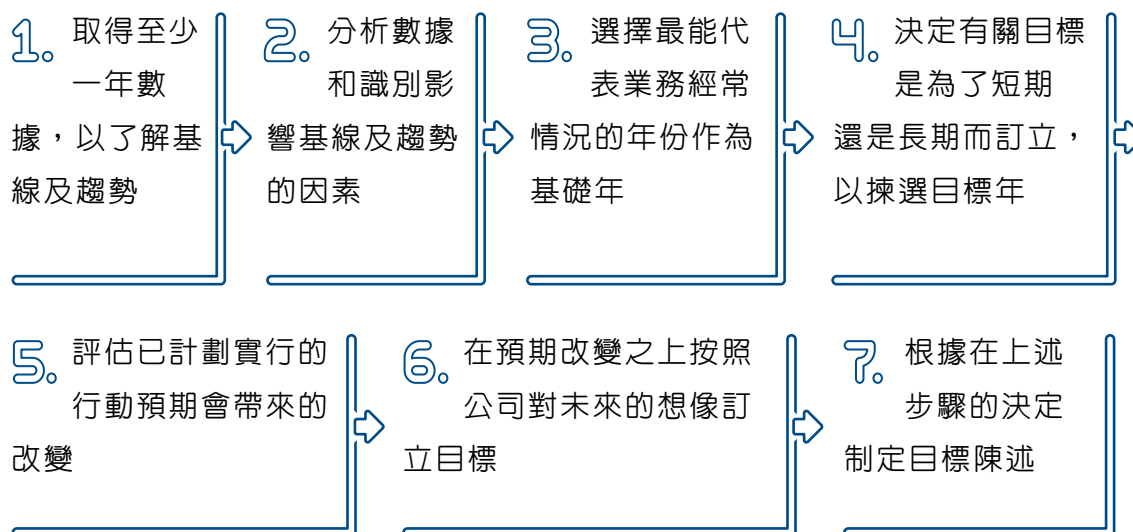 1. 取得至少
一年數
據，以了解基
線及趨勢
2. 分析數據
和識別影
響基線及趨勢
的因素
3. 選擇最能代
表業務經常
情況的年份作為
基礎年
4. 決定有關目標
是為了短期
還是長期而訂立，
以揀選目標年
5. 評估已計劃實行的
行動預期會帶來的
改變
6. 在預期改變之上按照
公司對未來的想像訂
立目標
7. 根據在上述
步驟的決定
制定目標陳述